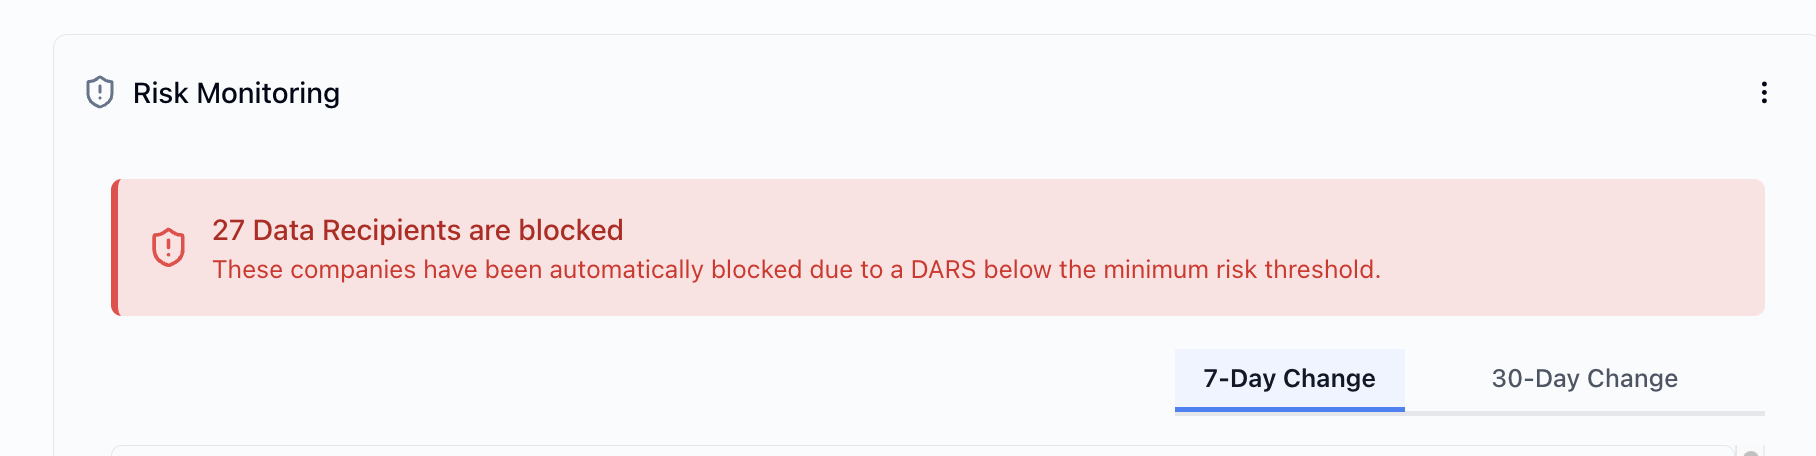 Risk Monitoring
27 Data Recipients are blocked
These companies have been automatically blocked due to a DARS below the minimum risk threshold.
7-Day Change
30-Day Change